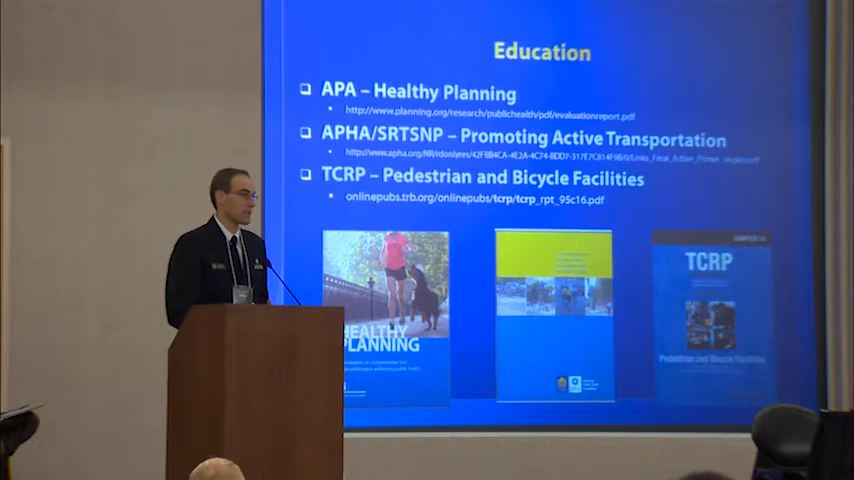 Education
❑ APA – Healthy Planning
• http://www.planning.org/research/publichealth/pdf/evaluationreport.pdf
❑ APHA/SRTSNP – Promoting Active Transportation
❑ TCRP – Pedestrian and Bicycle Facilities
• onlinepubs.trb.org/onlinepubs/tcrp/tcrp_rpt_95c16.pdf
HEALTHY
PLANNING
TCRP
Pedestrian and Bicycle Facilities